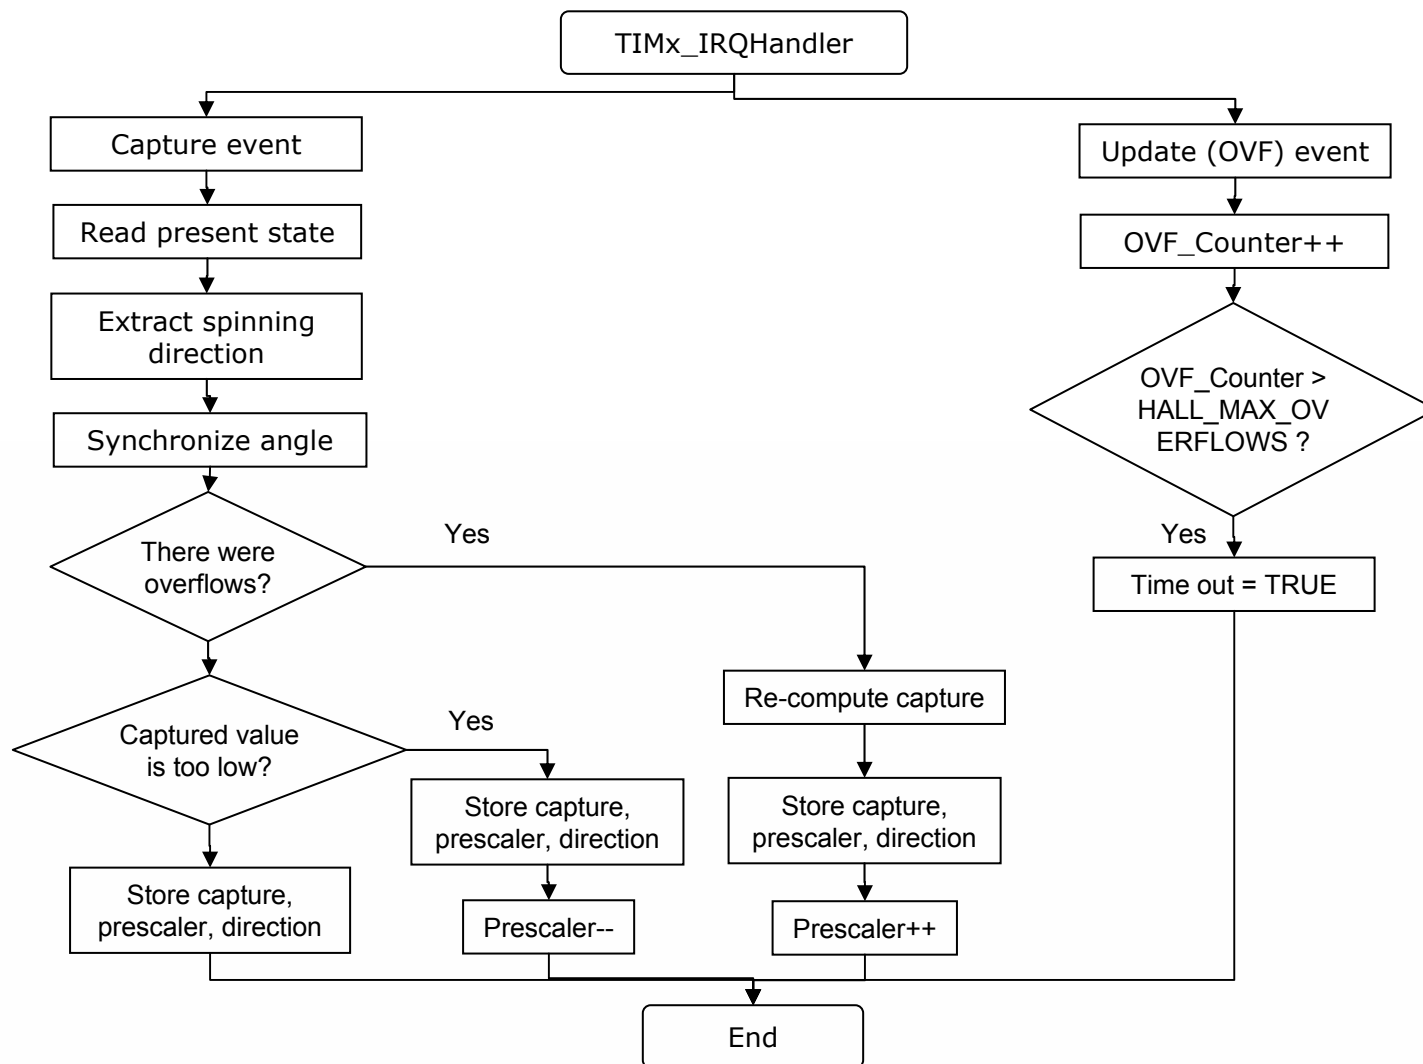 TIMx_IRQHandler
Capture event
Read present state
Extract spinning
direction
Synchronize angle
There were
overflows?
Yes
Captured value
is too low?
Yes
Store capture,
prescaler, direction
Store capture,
prescaler, direction
Prescaler--
Re-compute capture
Store capture,
prescaler, direction
Prescaler++
Update (OVF) event
OVF_Counter++
OVF_Counter >
HALL_MAX_OV
ERFLOWS ?
Yes
Time out = TRUE
End